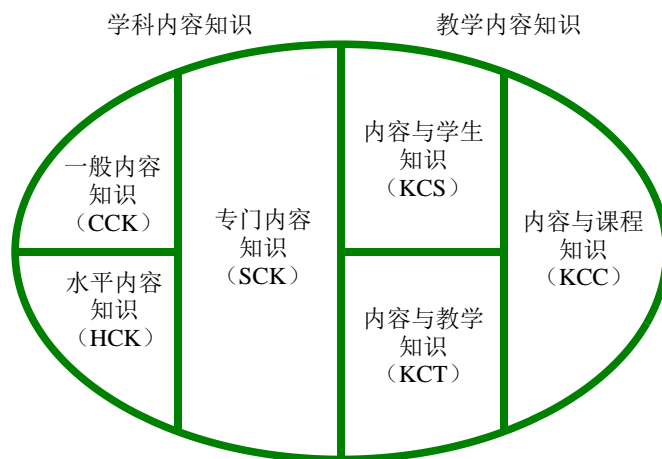 学科内容知识
教学内容知识
一般内容
知识
（CCK）
水平内容
知识
（HCK）
专门内容
知识
（SCK）
内容与学生
知识
（KCS）
内容与教学
知识
（KCT）
内容与课程
知识
（KCC）